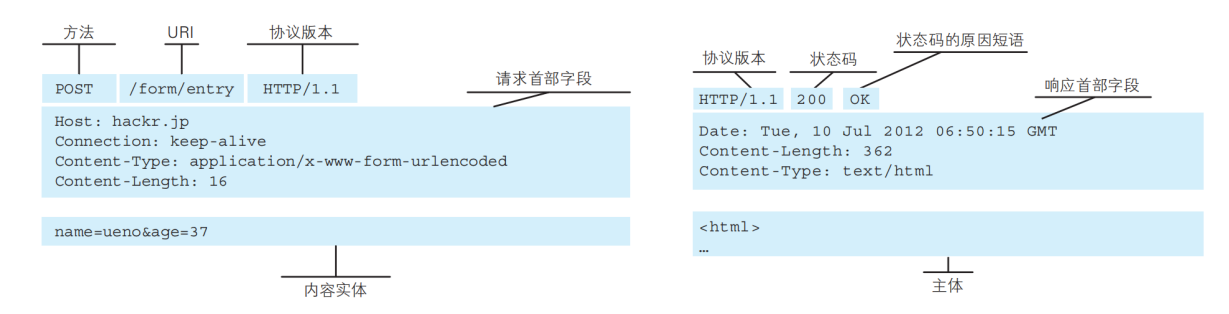 方法 URI 协议版本
POST /form/entry HTTP/1.1
请求首部字段
Host: hackr.jp
Connection: keep-alive
Content-Type: application/x-www-form-urlencoded
Content-Length: 16
name=ueno&age=37
内容实体
状态码的原因短语
协议版本 状态码
响应首部字段
HTTP/1.1 200 OK
Date: Tue, 10 Jul 2012 06:50:15 GMT
Content-Length: 362
Content-Type: text/html
<html>
…
主体